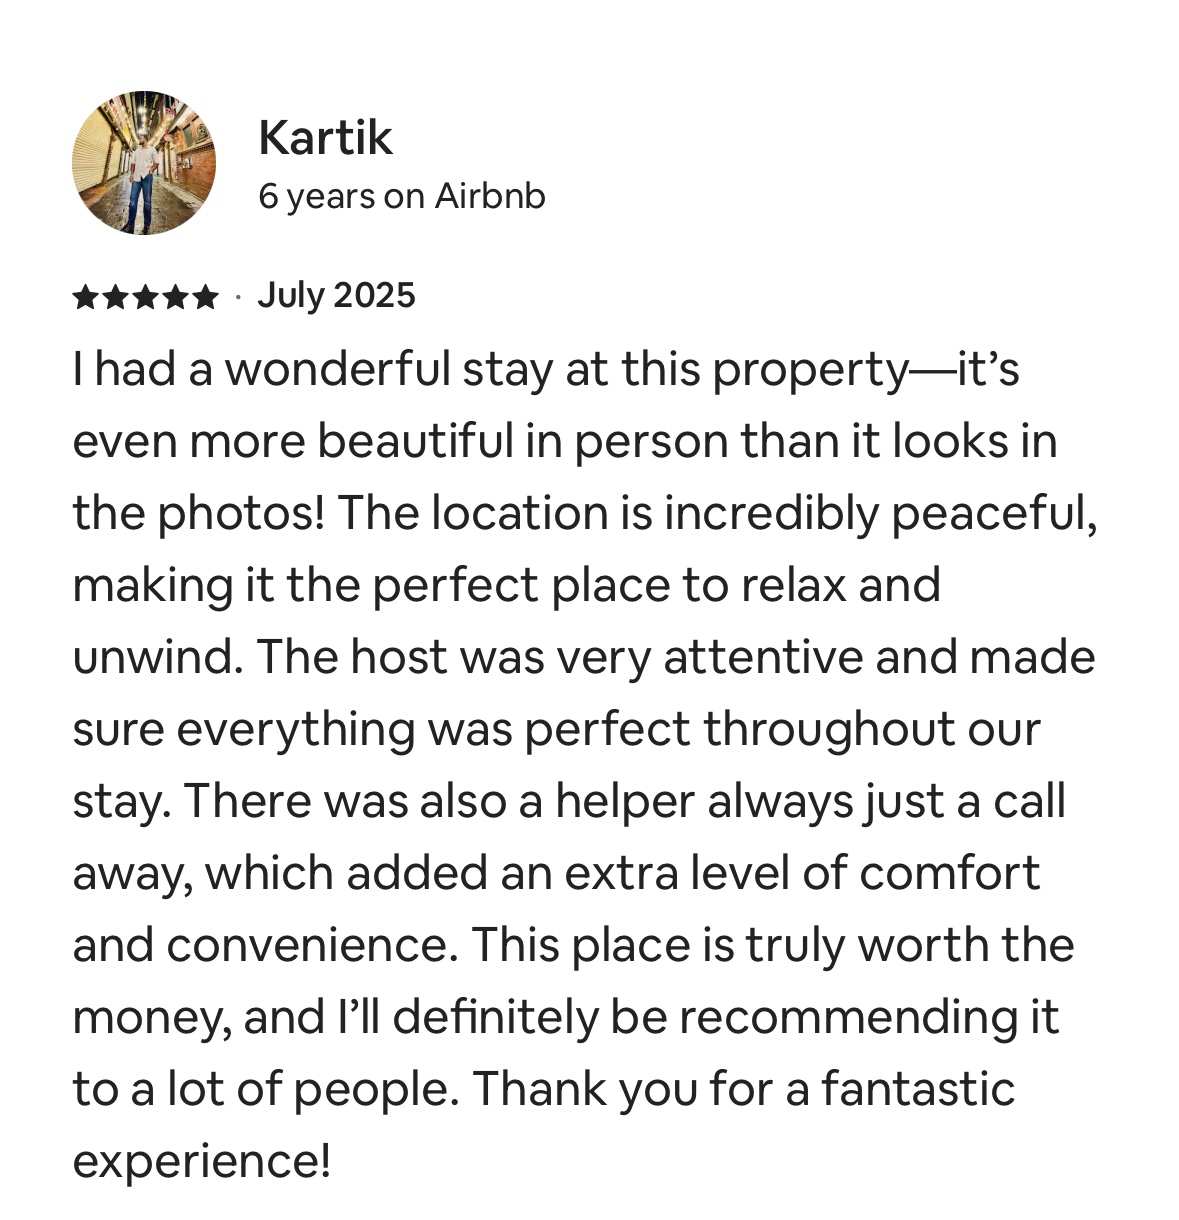 Kartik
6 years on Airbnb
★★★★★ · July 2025
I had a wonderful stay at this property—it’s
even more beautiful in person than it looks in
the photos! The location is incredibly peaceful,
making it the perfect place to relax and
unwind. The host was very attentive and made
sure everything was perfect throughout our
stay. There was also a helper always just a call
away, which added an extra level of comfort
and convenience. This place is truly worth the
money, and I’ll definitely be recommending it
to a lot of people. Thank you for a fantastic
experience!